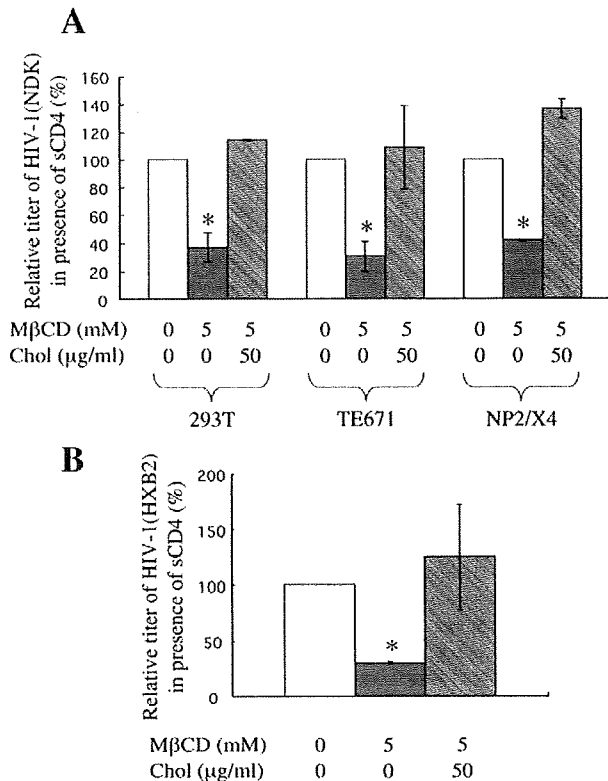 A
Relative titer of HIV-1(NDK)
in presence of sCD4 (%)
160
140
120
100
80
60
40
20
0
*
*
*
MβCD (mM) 0 5 5 0 5 5 0 5 5
Chol (μg/ml) 0 0 50 0 0 50 0 0 50
293T TE671 NP2/X4
B
Relative titer of HIV-1(HXB2)
in presence of sCD4 (%)
200
150
100
50
0
*
MβCD (mM) 0 5 5
Chol (μg/ml) 0 0 50